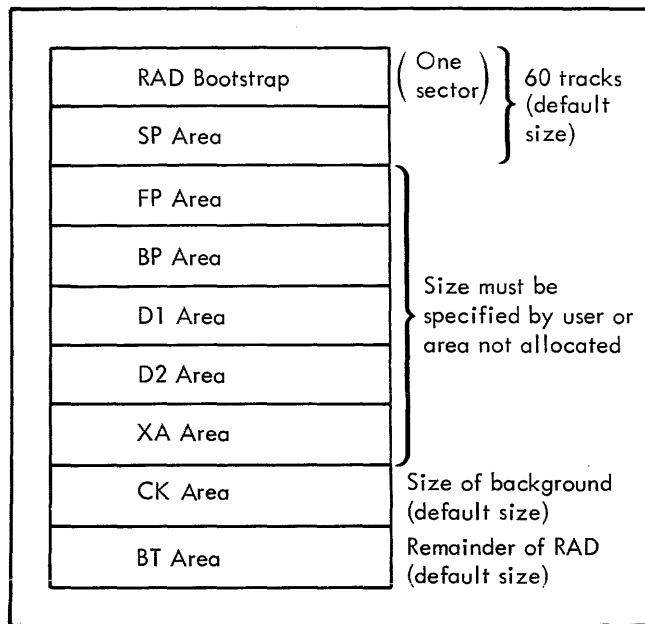 RAD Bootstrap
(One
sector)
60 tracks
(default
size)
SP Area
FP Area
BP Area
D1 Area
D2 Area
XA Area
Size must be
specified by user or
area not allocated
CK Area
Size of background
(default size)
BT Area
Remainder of RAD
(default size)